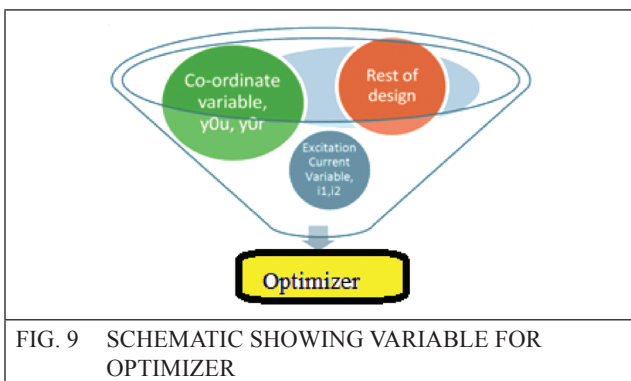 Co-ordinate
variable,
y0u, y0r
Rest of
design
Excitation
Current
Variable,
i1,i2
Optimizer
FIG. 9 SCHEMATIC SHOWING VARIABLE FOR
OPTIMIZER